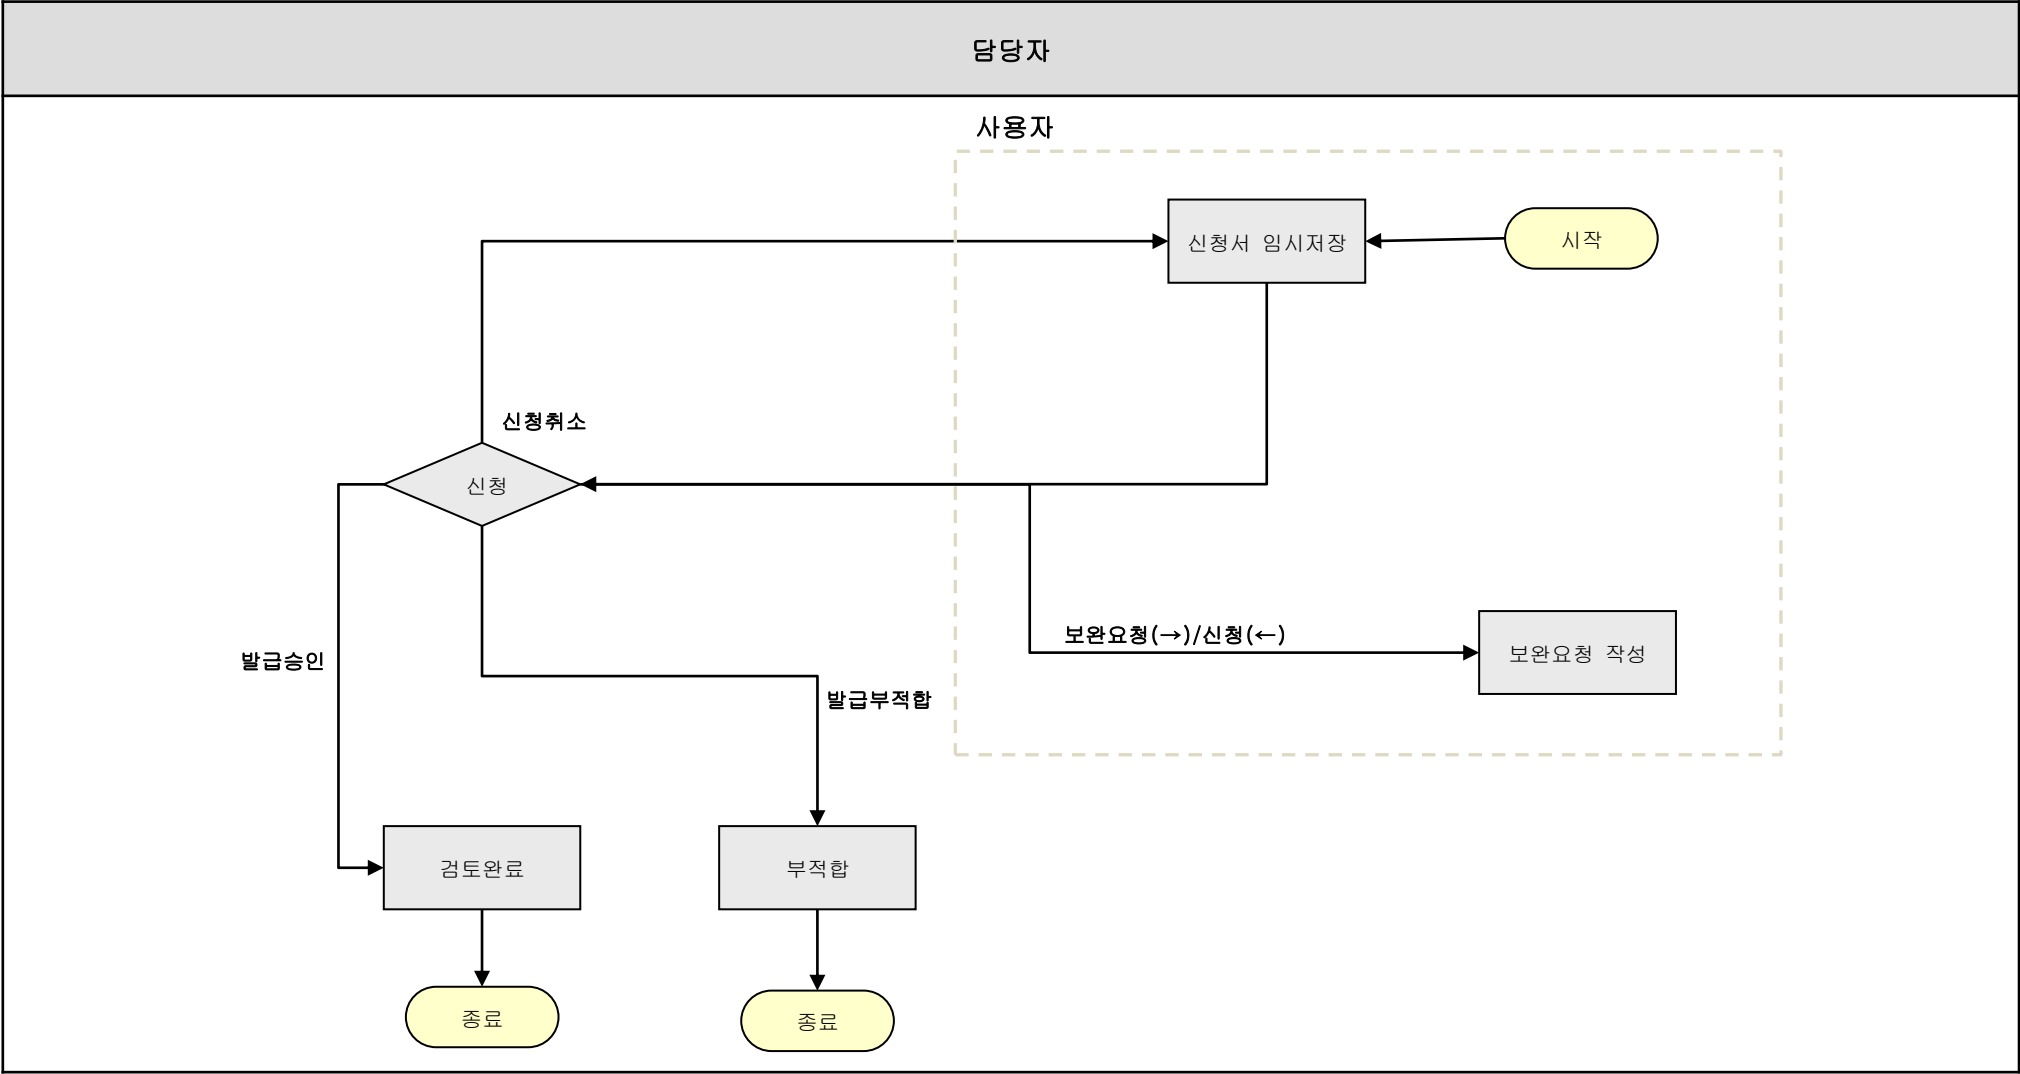 담당자
사용자
신청서 임시저장
시작
신청취소
신청
보완요청(→)/신청(←)
보완요청 작성
발급승인
발급부적합
검토완료
부적합
종료
종료